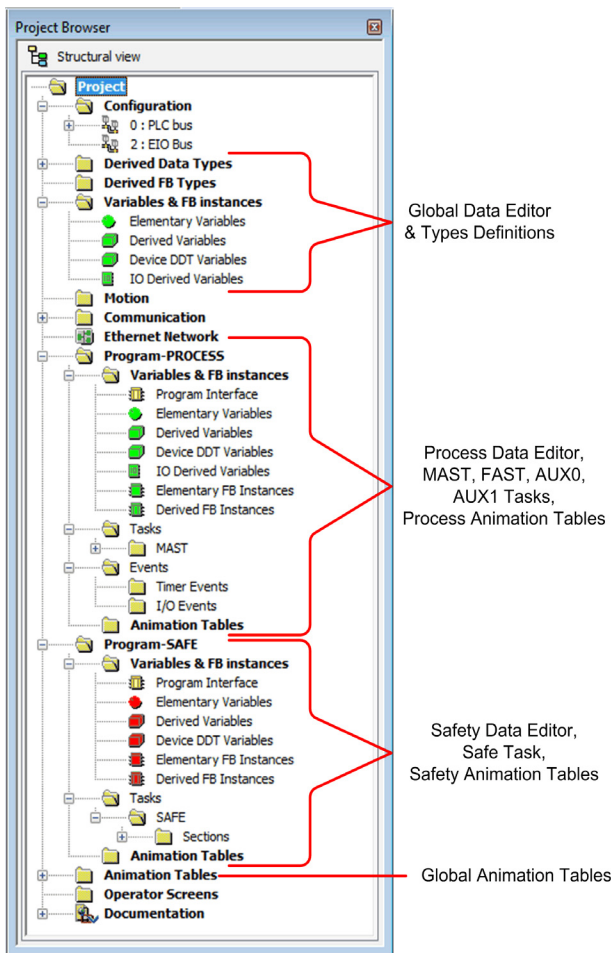 Project Browser
Structural view
Project
Configuration
0 : PLC bus
2 : EIO Bus
Derived Data Types
Derived FB Types
Variables & FB instances
Elementary Variables
Derived Variables
Device DDT Variables
IO Derived Variables
Motion
Communication
Ethernet Network
Program-PROCESS
Variables & FB instances
Program Interface
Elementary Variables
Derived Variables
Device DDT Variables
IO Derived Variables
Elementary FB Instances
Derived FB Instances
Tasks
MAST
Events
Timer Events
I/O Events
Animation Tables
Program-SAFE
Variables & FB instances
Program Interface
Elementary Variables
Derived Variables
Device DDT Variables
Elementary FB Instances
Derived FB Instances
Tasks
SAFE
Sections
Animation Tables
Animation Tables
Operator Screens
Documentation
Global Data Editor
& Types Definitions
Process Data Editor,
MAST, FAST, AUX0,
AUX1 Tasks,
Process Animation Tables
Safety Data Editor,
Safe Task,
Safety Animation Tables
Global Animation Tables